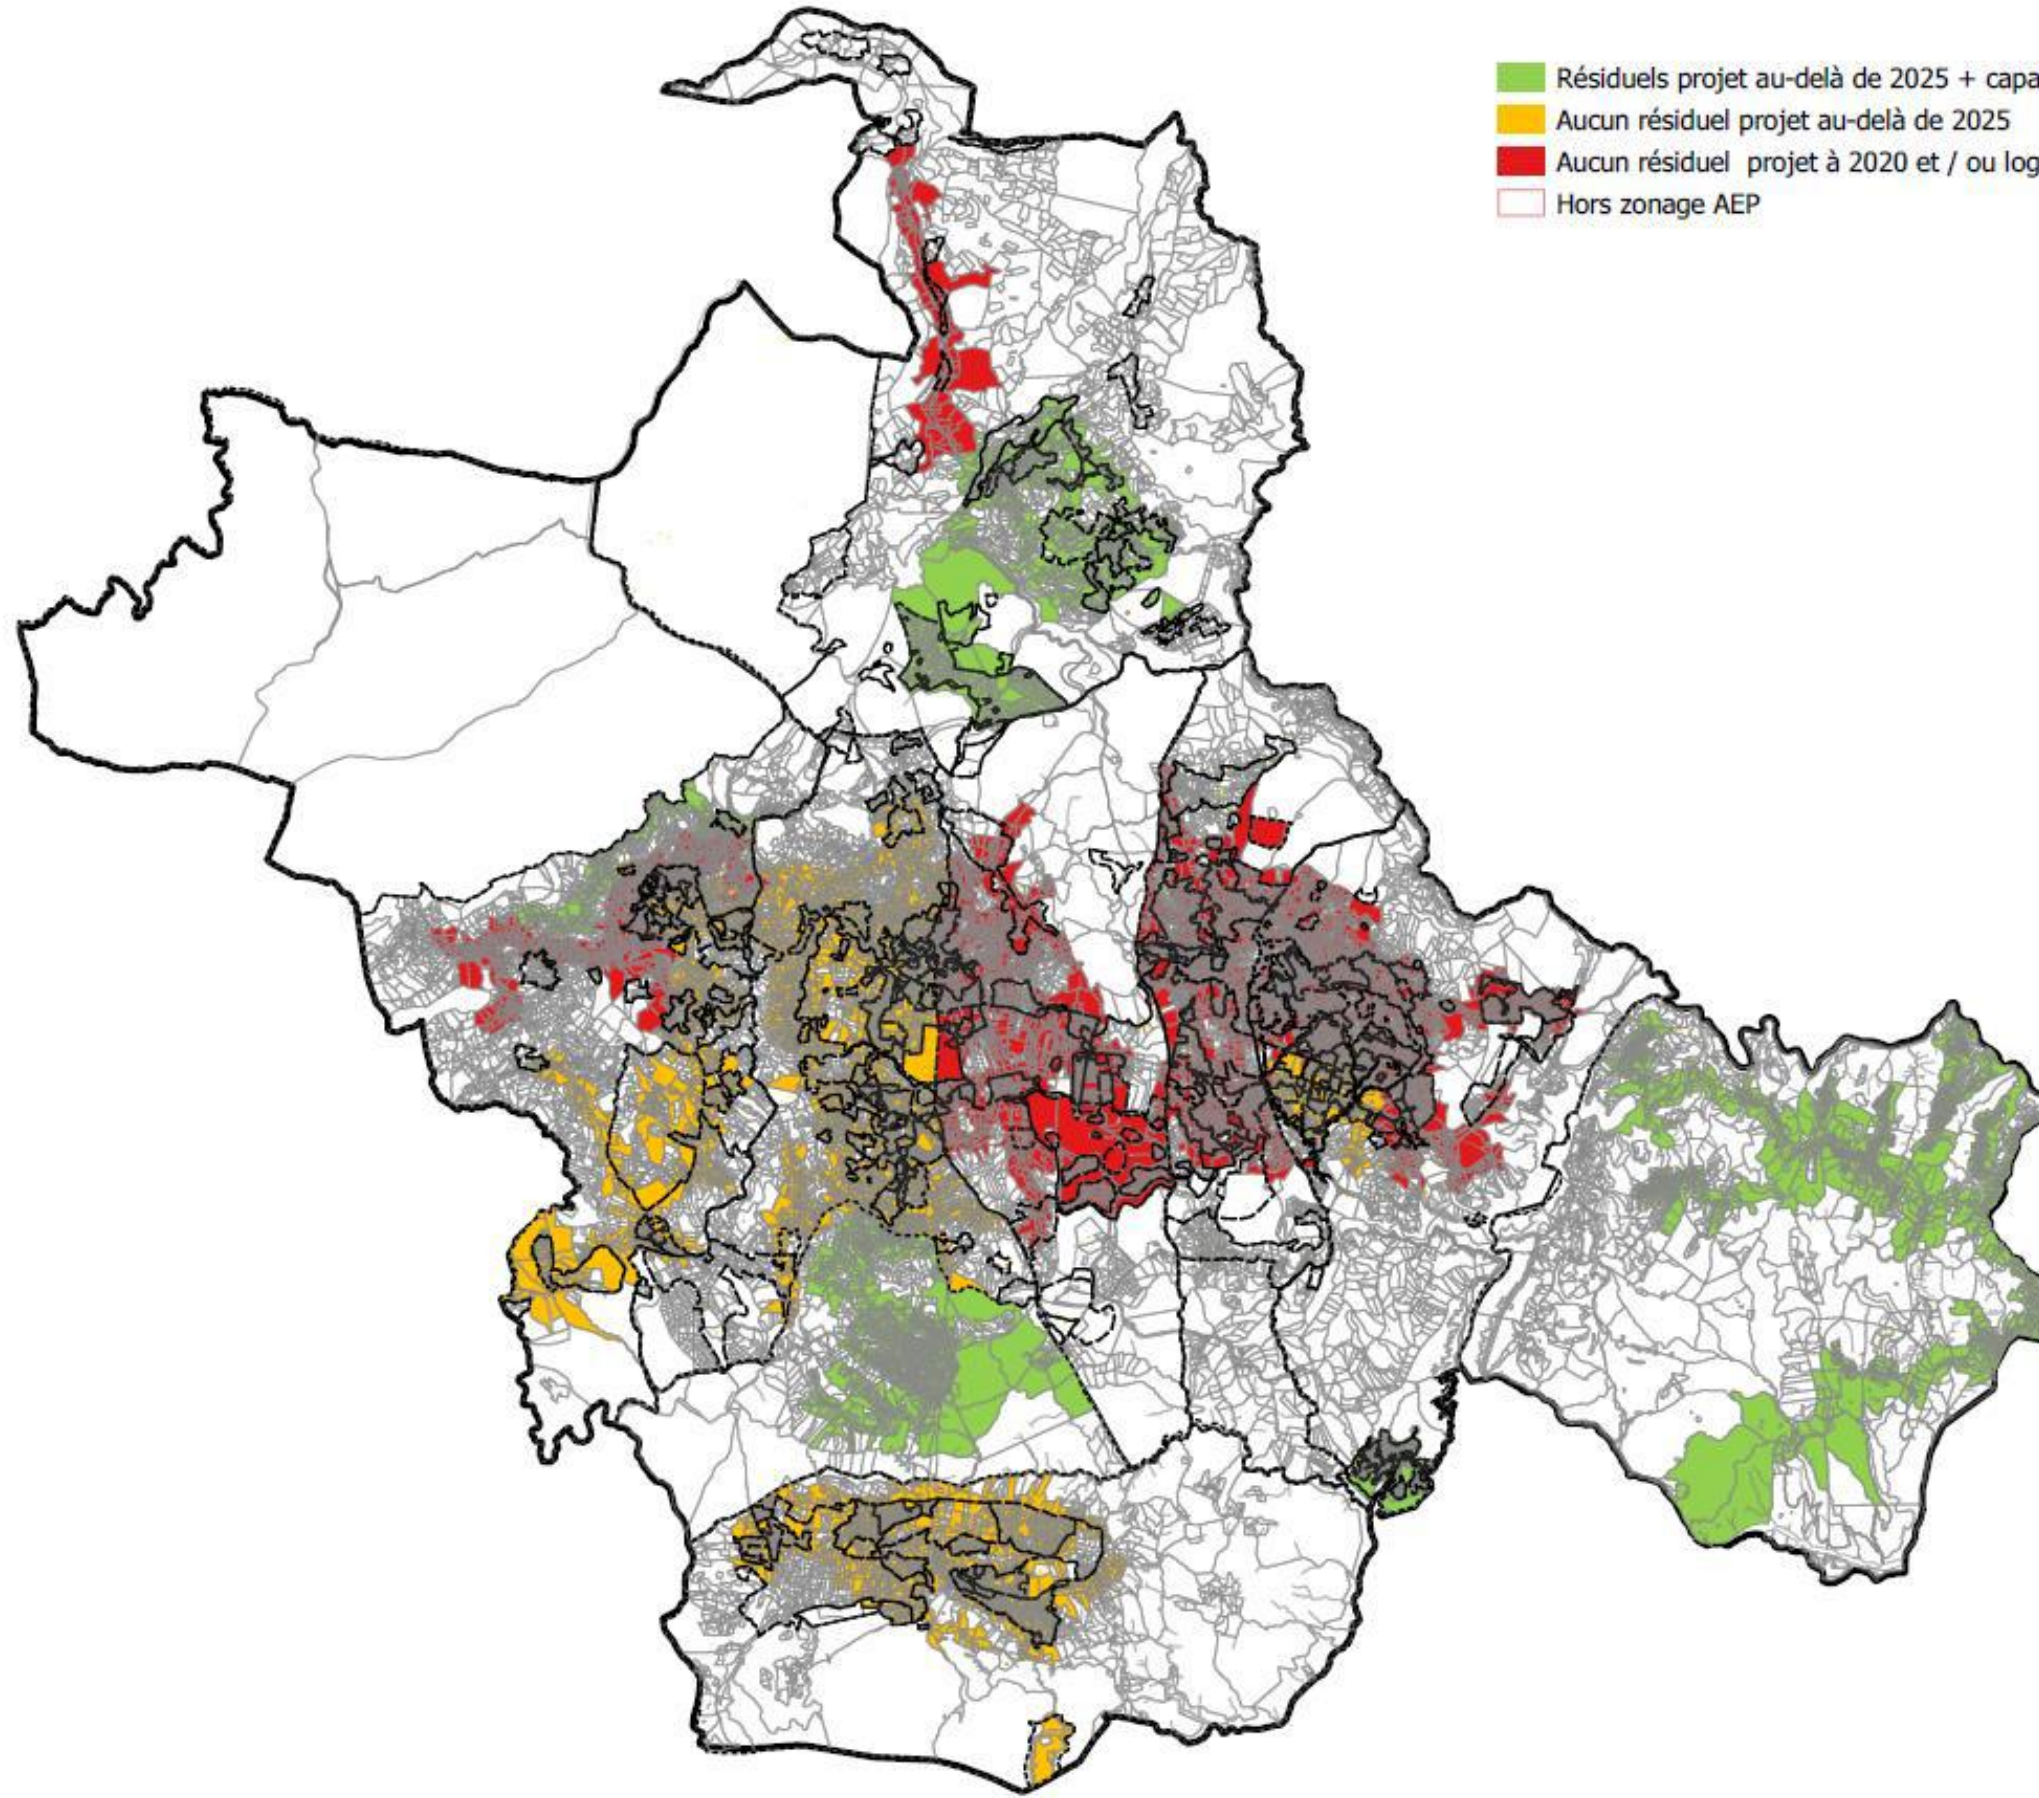 Résiduels projet au-delà de 2025 + capa
Aucun résiduel projet au-delà de 2025
Aucun résiduel projet à 2020 et / ou log
Hors zonage AEP